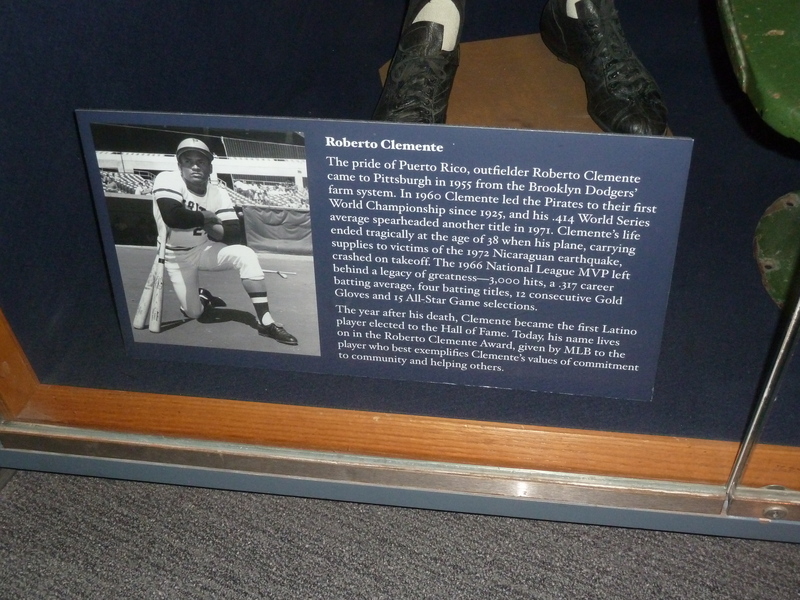 Roberto Clemente
The pride of Puerto Rico, outfielder Roberto Clemente
came to Pittsburgh in 1955 from the Brooklyn Dodgers'
farm system. In 1960 Clemente led the Pirates to their first
World Championship since 1925, and his .414 World Series
average spearheaded another title in 1971. Clemente's life
ended tragically at the age of 38 when his plane, carrying
supplies to victims of the 1972 Nicaraguan earthquake,
crashed on takeoff. The 1966 National League MVP left
behind a legacy of greatness—3,000 hits, a .317 career
batting average, four batting titles, 12 consecutive Gold
Gloves and 15 All-Star Game selections.
The year after his death, Clemente became the first Latino
player elected to the Hall of Fame. Today, his name lives
on in the Roberto Clemente Award, given by MLB to the
player who best exemplifies Clemente's values of commitment
to community and helping others.